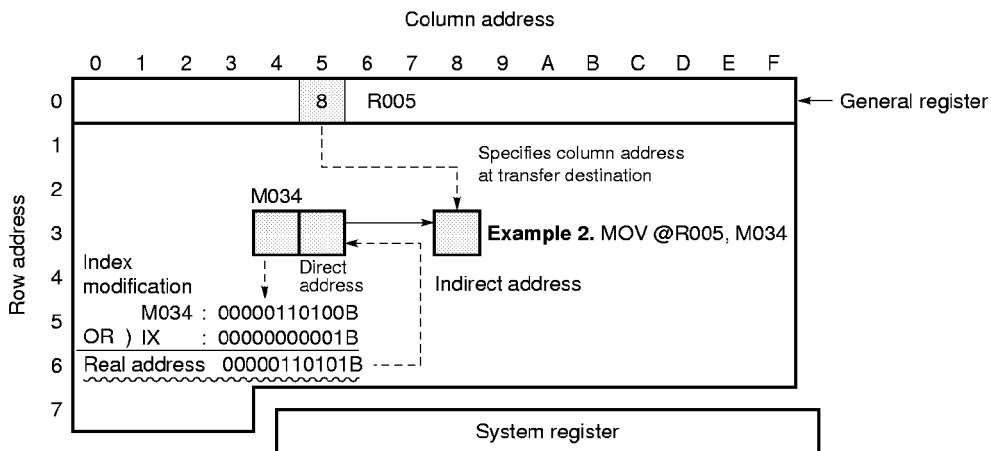 Column address
0 1 2 3 4 5 6 7 8 9 A B C D E F
0 8 R005 General register
1
Specifies column address
at transfer destination
2
M034
3 Example 2. MOV @R005, M034
Row address
Index
modification
Direct
address
4 Indirect address
M034 : 00000110100B
5
OR ) IX : 00000000001B
6 Real address 00000110101B
7
System register